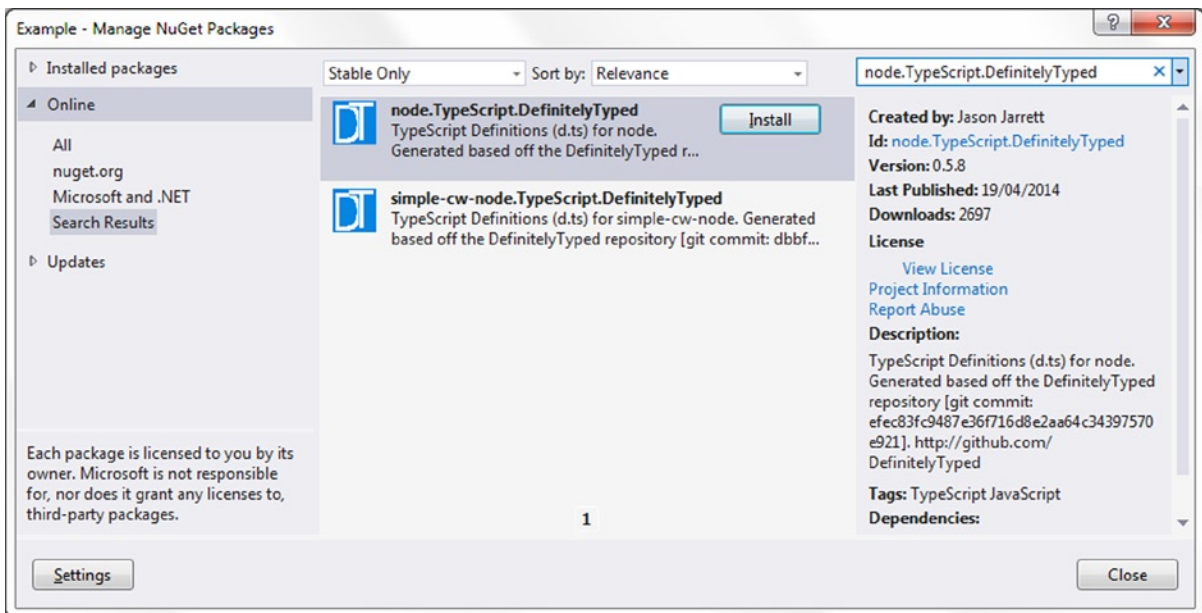 Example - Manage NuGet Packages
Installed packages
Online
All
nuget.org
Microsoft and .NET
Search Results
Updates
Each package is licensed to you by its
owner. Microsoft is not responsible
for, nor does it grant any licenses to,
third-party packages.
Settings
Stable Only
Sort by: Relevance
node.TypeScript.DefinitelyTyped
TypeScript Definitions (d.ts) for node.
Generated based off the DefinitelyTyped r...
Install
simple-cw-node.TypeScript.DefinitelyTyped
TypeScript Definitions (d.ts) for simple-cw-node. Generated
based off the DefinitelyTyped repository [git commit: dbbf...
1
node.TypeScript.DefinitelyTyped
Created by: Jason Jarrett
Id: node.TypeScript.DefinitelyTyped
Version: 0.5.8
Last Published: 19/04/2014
Downloads: 2697
License
View License
Project Information
Report Abuse
Description:
TypeScript Definitions (d.ts) for node.
Generated based off the DefinitelyTyped
repository [git commit:
efec83fc9487e36f716d8e2aa64c34397570
e921]. http://github.com/
DefinitelyTyped
Tags: TypeScript JavaScript
Dependencies:
Close